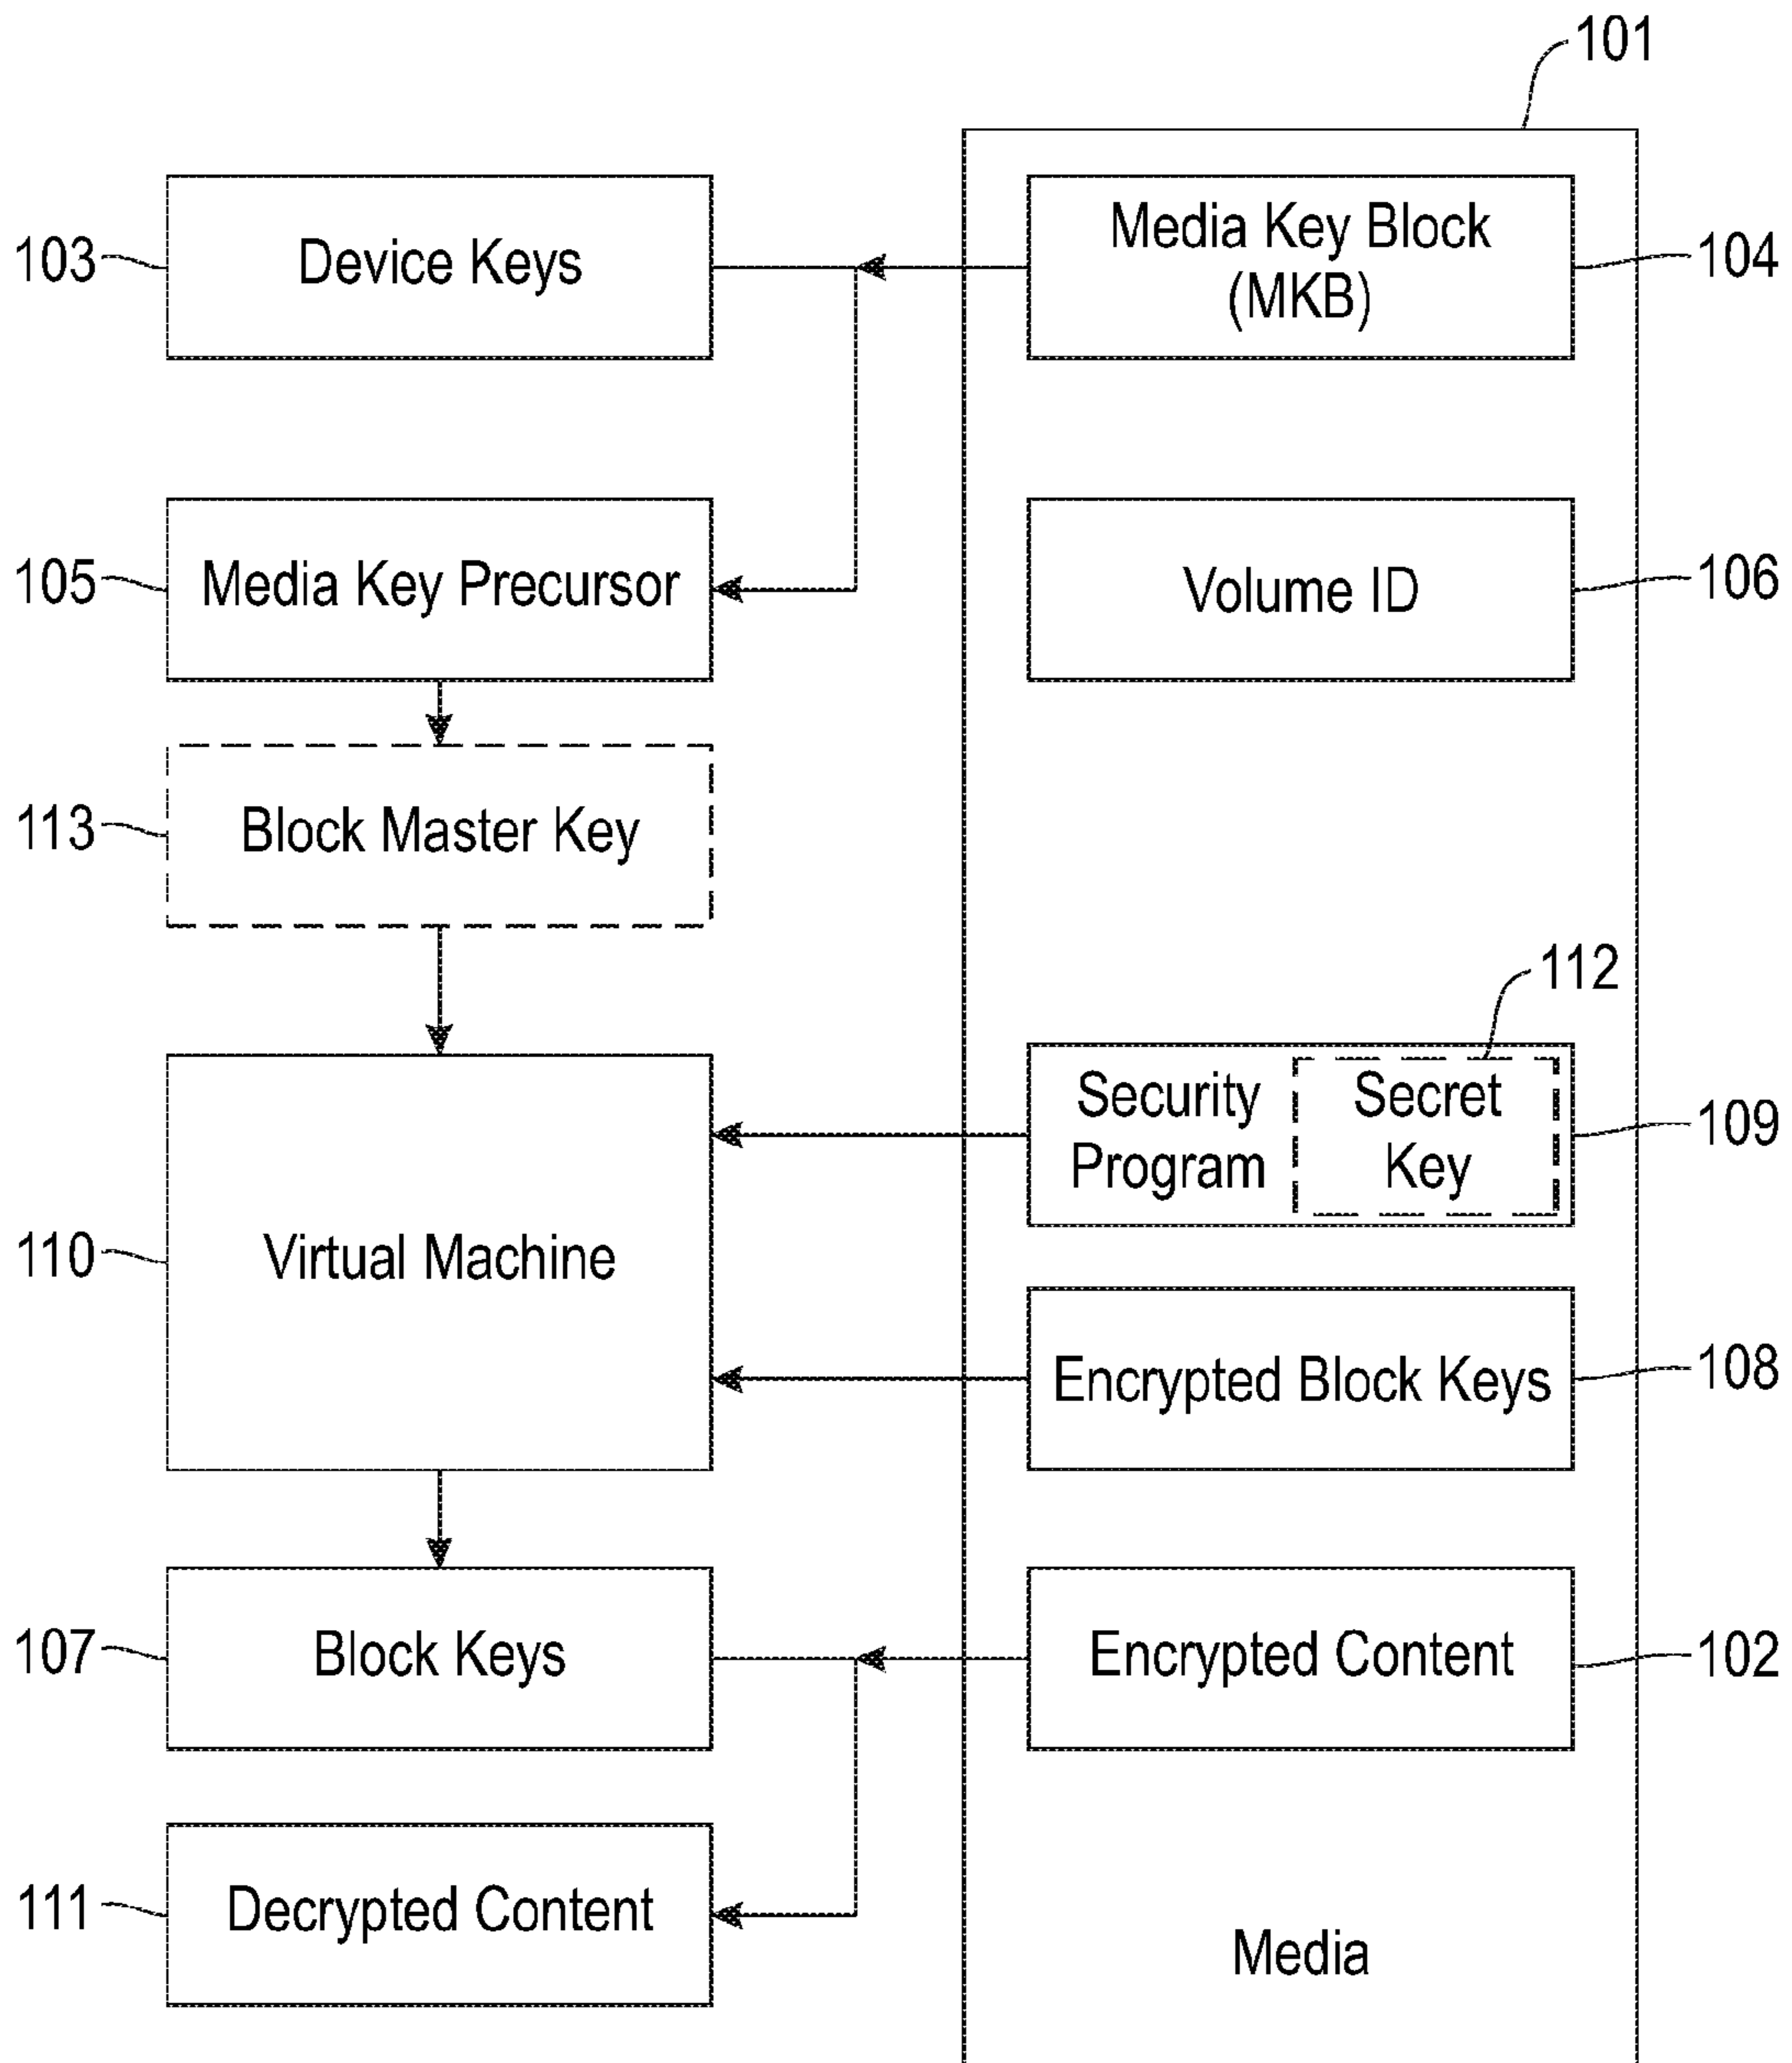 101
103
Device Keys
Media Key Block
(MKB)
104
105
Media Key Precursor
Volume ID
106
113
Block Master Key
112
Security
Program
Secret
Key
109
110
Virtual Machine
Encrypted Block Keys
108
107
Block Keys
Encrypted Content
102
111
Decrypted Content
Media